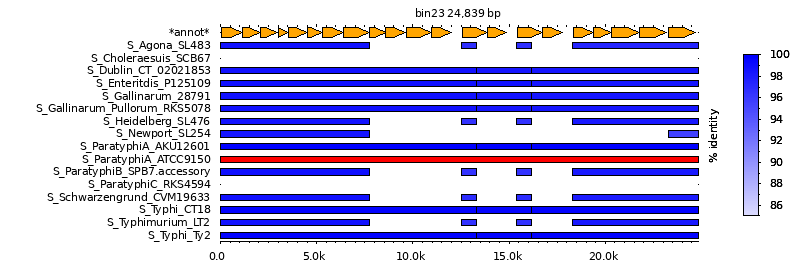 bin23 24,839 bp
*annot*
S_Agona_SL483
S_Choleraesuis_SCB67
S_Dublin_CT_02021853
S_Enteritdis_P125109
S_Gallinarum_28791
S_Gallinarum_Pullorum_RKS5078
S_Heidelberg_SL476
S_Newport_SL254
S_ParatyphiA_AKU12601
S_ParatyphiA_ATCC9150
S_ParatyphiB_SPB7.accessory
S_ParatyphiC_RKS4594
S_Schwarzengrund_CVM19633
S_Typhi_CT18
S_Typhimurium_LT2
S_Typhi_Ty2
0.0 5.0k 10.0k 15.0k 20.0k
% identity
100
98
96
94
92
90
88
86